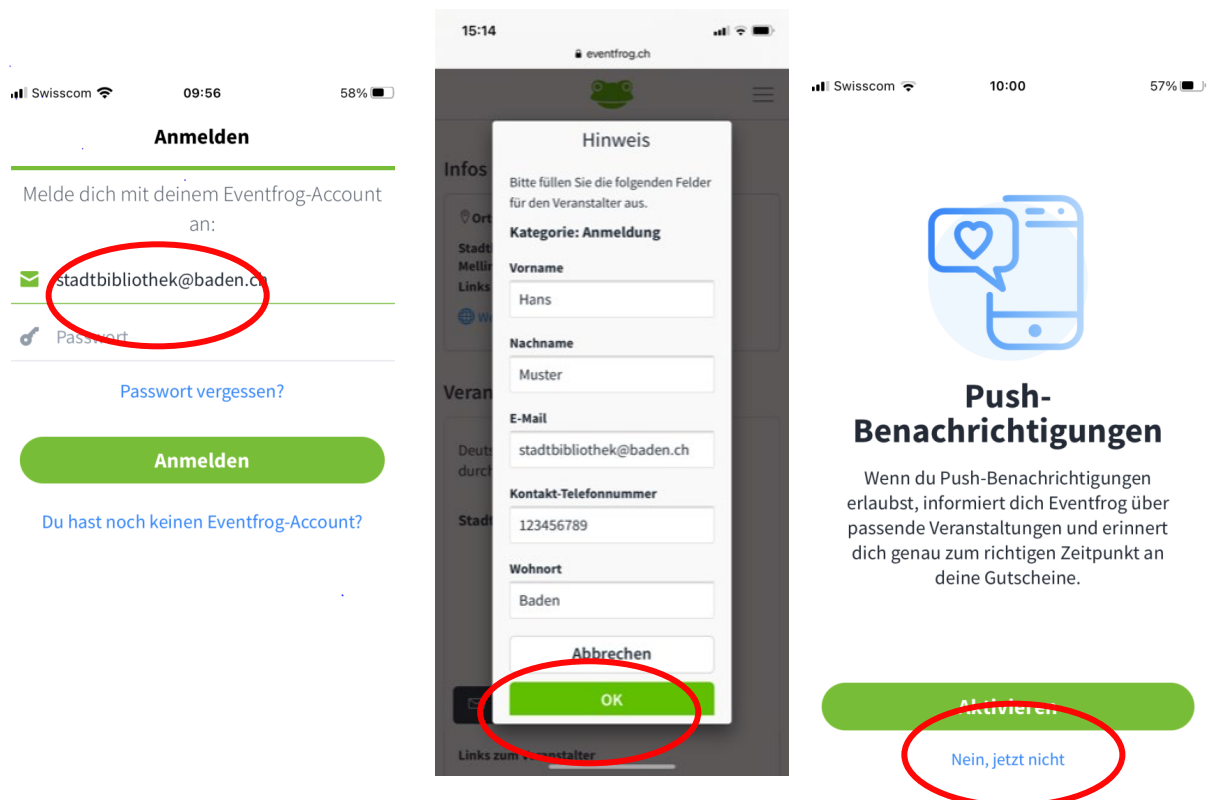 Swisscom
09:56
58%
Anmelden
Melde dich mit deinem Eventfrog-Account
an:
stadtbibliothek@baden.ch
Passwort
Passwort vergessen?
Anmelden
Du hast noch keinen Eventfrog-Account?
15:14
eventfrog.ch
Infos
Ort
Links
Deuts
durch
Hinweis
Bitte füllen Sie die folgenden Felder
für den Veranstalter aus.
Kategorie: Anmeldung
Vorname
Hans
Nachname
Muster
E-Mail
stadtbibliothek@baden.ch
Kontakt-Telefonnummer
123456789
Wohnort
Baden
Abbrechen
OK
Links zum Veranstalter
Swisscom
10:00
57%
Push-
Benachrichtigungen
Wenn du Push-Benachrichtigungen
erlaubst, informiert dich Eventfrog über
passende Veranstaltungen und erinnert
dich genau zum richtigen Zeitpunkt an
deine Gutscheine.
Aktivieren
Nein, jetzt nicht